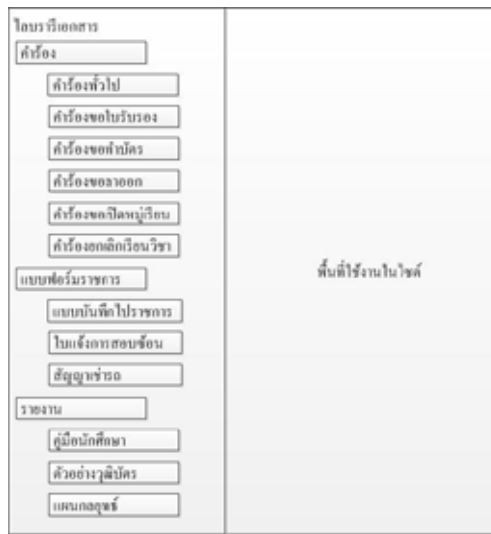 ไลบรารีเอกสาร
คำร้อง
คำร้องทั่วไป
คำร้องขอใบรับรอง
คำร้องขอทำบัตร
คำร้องขอลาออก
คำร้องขอเปิดหมู่เรียน
คำร้องยกเลิกเรียนวิชา
แบบฟอร์มราชการ
แบบบันทึกไปราชการ
ใบแจ้งการสอบซ้อน
สัญญาเช่ารถ
รายงาน
คู่มือนักศึกษา
ตัวอย่างวุฒิบัตร
แผนกลยุทธ์
พื้นที่ใช้งานในไซต์